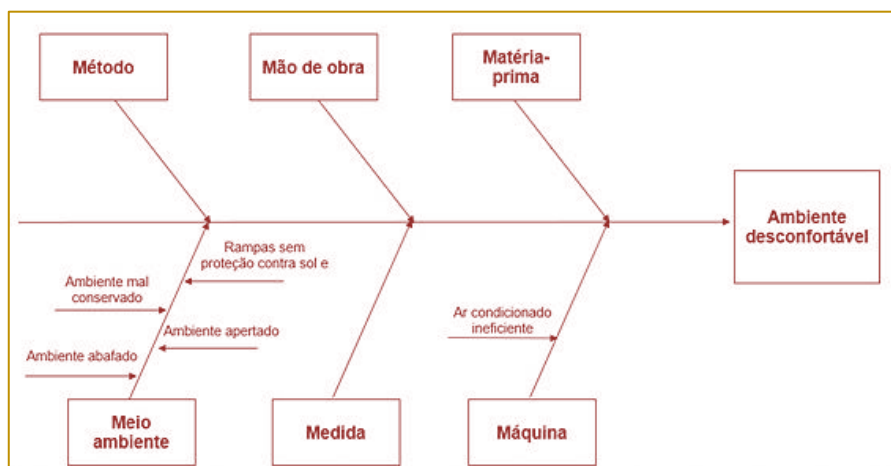 Método
Mão de obra
Matéria-
prima
Ambiente
desconfortável
Rampas sem
proteção contra sol e
Ambiente mal
conservado
Ambiente apertado
Ambiente abafado
Ar condicionado
ineficiente
Meio
ambiente
Medida
Máquina